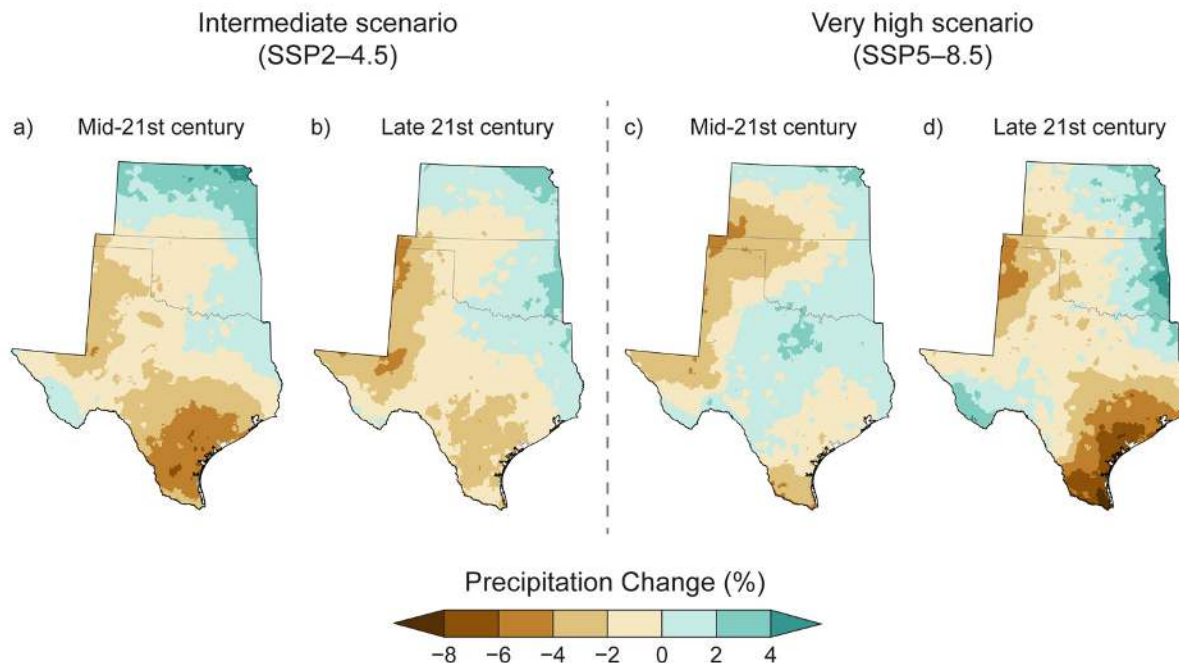 Intermediate scenario
(SSP2–4.5)
Very high scenario
(SSP5–8.5)
a) Mid-21st century
b) Late 21st century
c) Mid-21st century
d) Late 21st century
Precipitation Change (%)
−8 −6 −4 −2 0 2 4